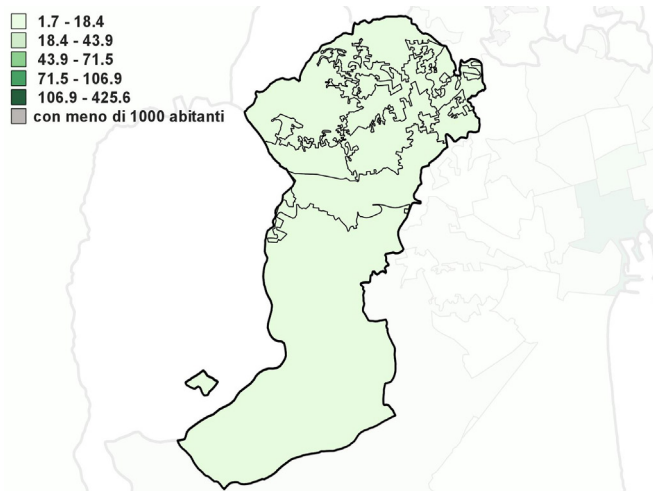 1.7 - 18.4
18.4 - 43.9
43.9 - 71.5
71.5 - 106.9
106.9 - 425.6
con meno di 1000 abitanti